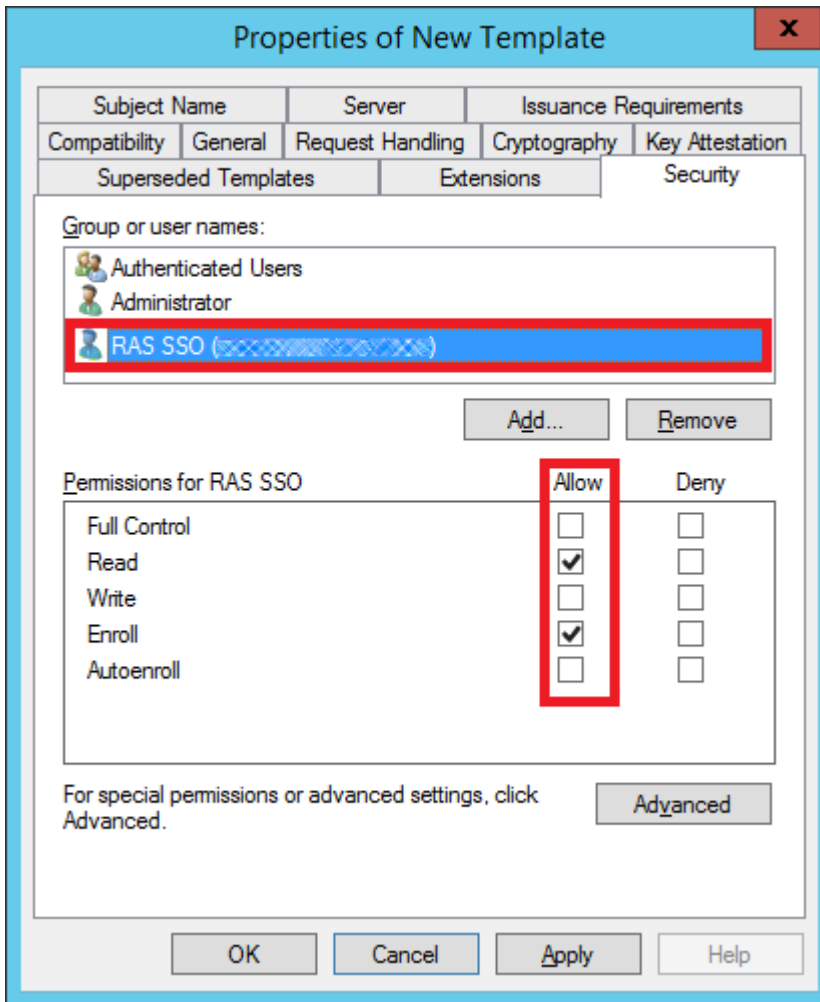 Properties of New Template
x
Subject Name Server Issuance Requirements
Compatibility General Request Handling Cryptography Key Attestation
Superseded Templates Extensions Security
Group or user names:
Authenticated Users
Administrator
RAS SSO ( )
Add... Remove
Permissions for RAS SSO Allow Deny
Full Control
Read
Write
Enroll
Autoenroll
For special permissions or advanced settings, click Advanced
Advanced.
OK Cancel Apply Help